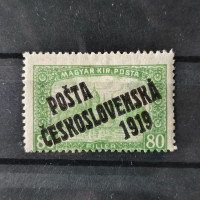 MAGYAR KIR. POSTA
POŠTA
ČESKOSLOVENSKÁ
1919
80 FILLÉR 80